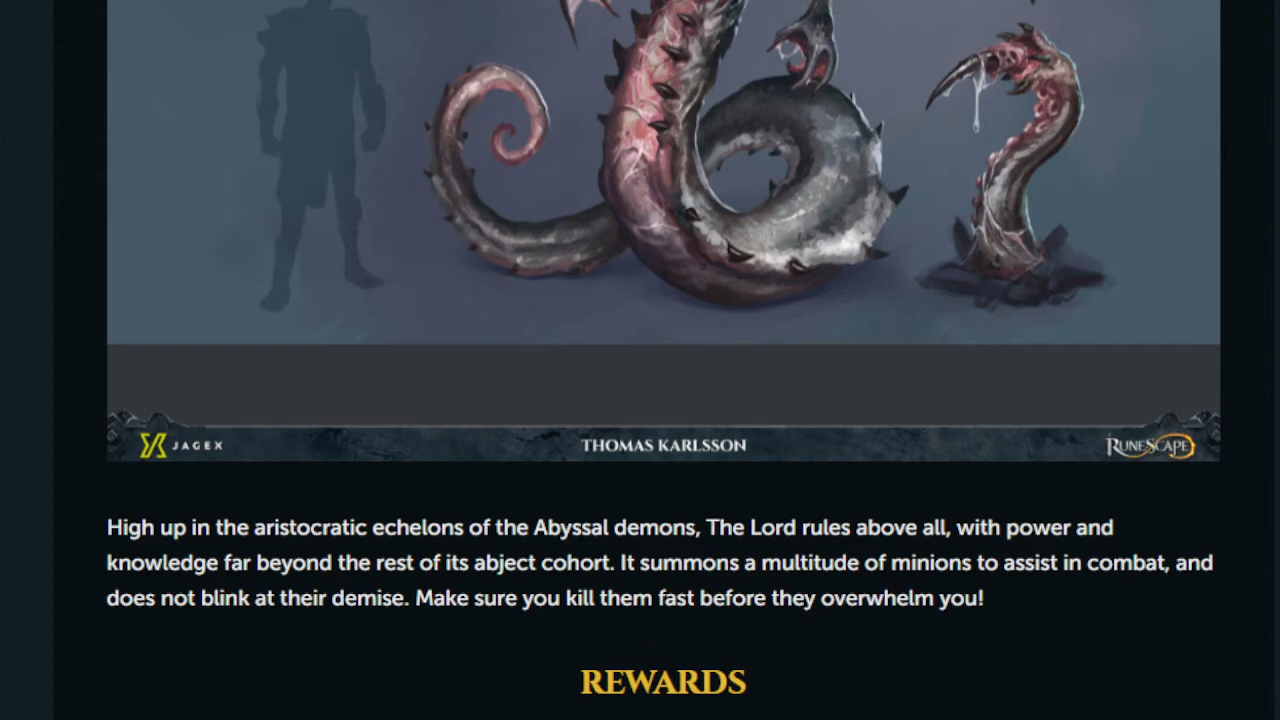 JAGEX
THOMAS KARLSSON
RUNESCAPE
High up in the aristocratic echelons of the Abyssal demons, The Lord rules above all, with power and
knowledge far beyond the rest of its abject cohort. It summons a multitude of minions to assist in combat, and
does not blink at their demise. Make sure you kill them fast before they overwhelm you!
REWARDS